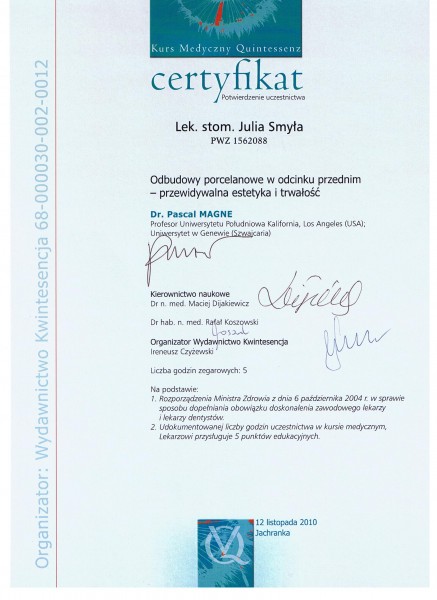 Kurs Medyczny Quintessenz
certyfikat
Potwierdzenie uczestnictwa
Lek. stom. Julia Smyła
PWZ 1562088
Odbudowy porcelanowe w odcinku przednim
– przewidywalna estetyka i trwałość
Dr. Pascal MAGNE
Profesor Uniwersytetu Południowa Kalifornia, Los Angeles (USA);
Uniwersytet w Genewie (Szwajcaria)
Kierownictwo naukowe
Dr n. med. Maciej Dijakiewicz
Dr hab. n. med. Rafał Koszowski
Organizator Wydawnictwo Kwintesencja
Ireneusz Czyżewski
Liczba godzin zegarowych: 5
Na podstawie:
1. Rozporządzenia Ministra Zdrowia z dnia 6 października 2004 r. w sprawie
sposobu dopełniania obowiązku doskonalenia zawodowego lekarzy
i lekarzy dentystów.
2. Udokumentowanej liczby godzin uczestnictwa w kursie medycznym,
Lekarzowi przysługuje 5 punktów edukacyjnych.
12 listopada 2010
Jachranka
VQ
Organizator: Wydawnictwo Kwintesencja 68-000030-002-0012